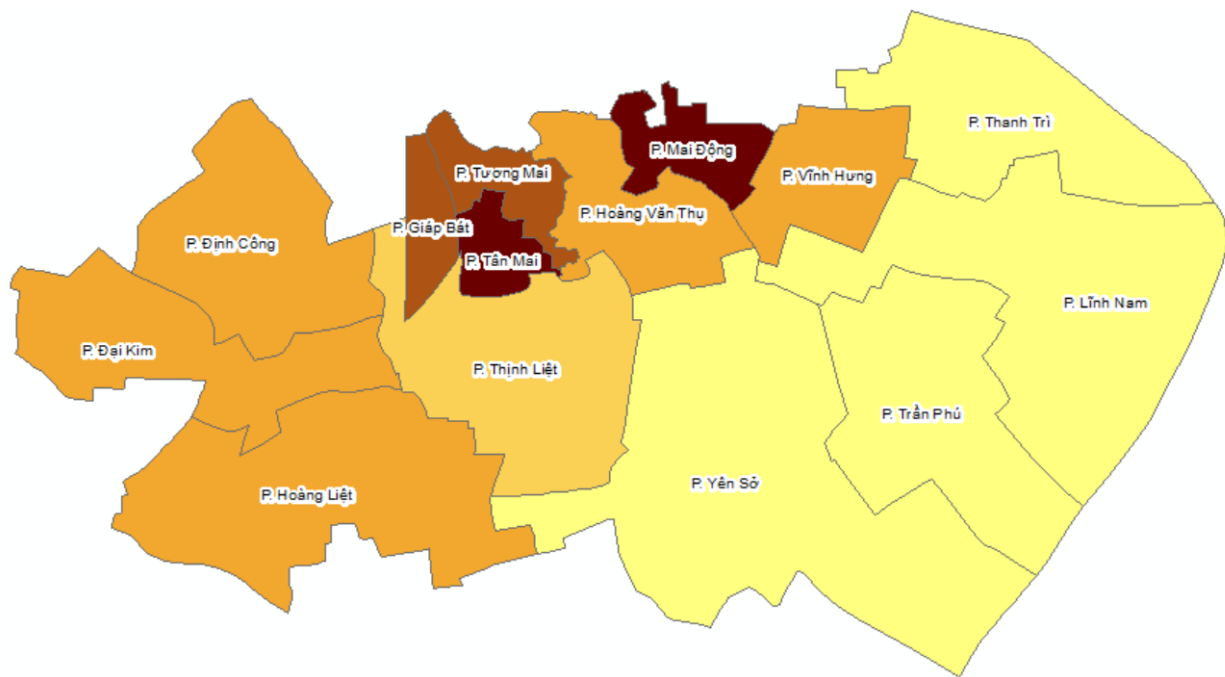 P. Thanh Trì
P. Mai Động
P. Tương Mai
P. Vĩnh Hưng
P. Hoàng Văn Thụ
P. Giáp Bát
P. Định Công
P. Tân Mai
P. Lĩnh Nam
P. Đại Kim
P. Thịnh Liệt
P. Trần Phú
P. Yên Sở
P. Hoàng Liệt